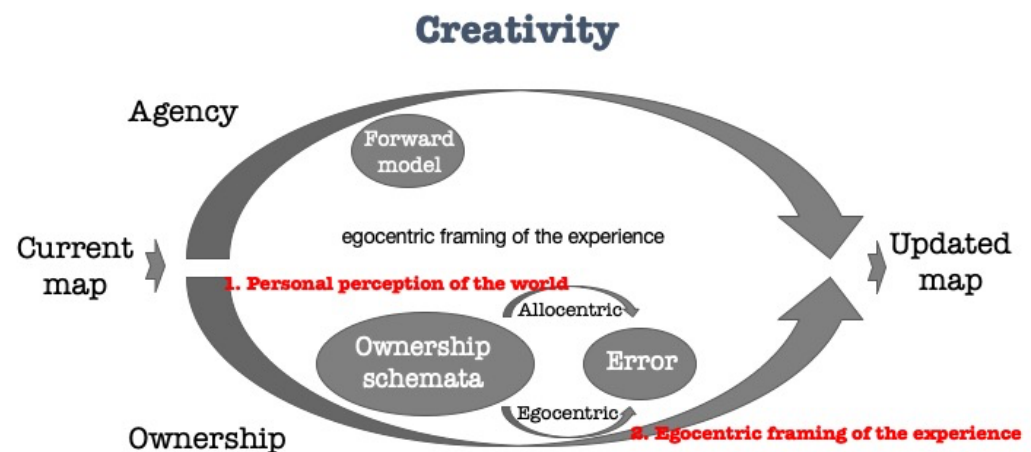 Creativity
Agency
Forward
model
Current
map
egocentric framing of the experience
Updated
map
1. Personal perception of the world
Allocentric
Ownership
schemata
Error
Egocentric
2. Egocentric framing of the experience
Ownership